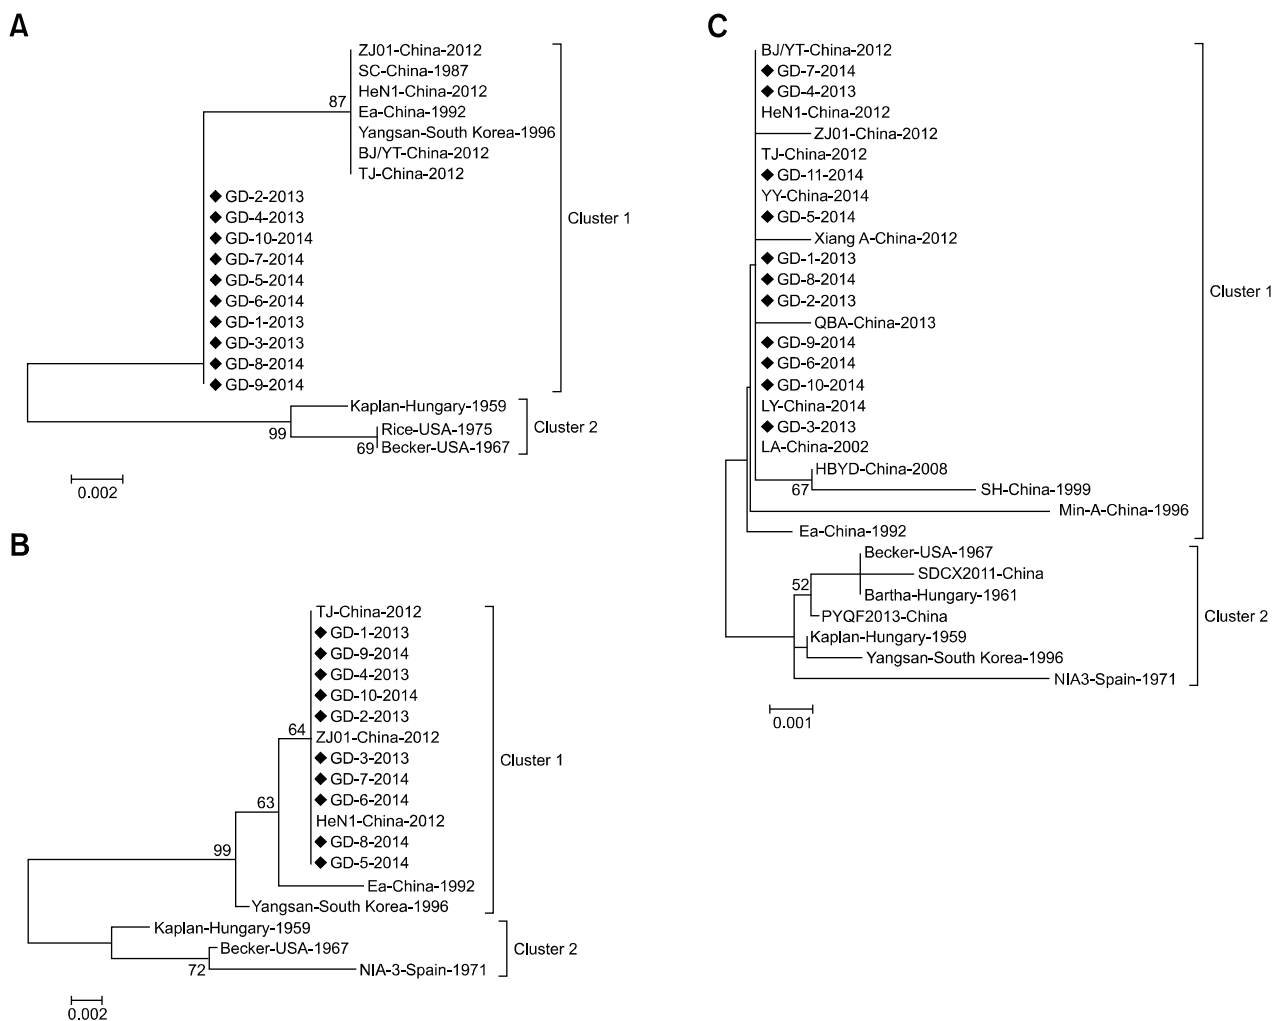 A
ZJ01-China-2012
SC-China-1987
HeN1-China-2012
87
Ea-China-1992
Yangsan-South Korea-1996
BJ/YT-China-2012
TJ-China-2012
GD-2-2013
GD-4-2013
Cluster 1
GD-10-2014
GD-7-2014
GD-5-2014
GD-6-2014
GD-1-2013
GD-3-2013
GD-8-2014
GD-9-2014
Kaplan-Hungary-1959
99
Rice-USA-1975
Cluster 2
69
Becker-USA-1967
0.002
B
TJ-China-2012
GD-1-2013
GD-9-2014
GD-4-2013
GD-10-2014
GD-2-2013
64
ZJ01-China-2012
GD-3-2013
Cluster 1
GD-7-2014
63
GD-6-2014
HeN1-China-2012
GD-8-2014
99
GD-5-2014
Ea-China-1992
Yangsan-South Korea-1996
Kaplan-Hungary-1959
Becker-USA-1967
Cluster 2
72
NIA-3-Spain-1971
0.002
C
BJ/YT-China-2012
GD-7-2014
GD-4-2013
HeN1-China-2012
ZJ01-China-2012
TJ-China-2012
GD-11-2014
YY-China-2014
GD-5-2014
Xiang A-China-2012
GD-1-2013
GD-8-2014
Cluster 1
GD-2-2013
QBA-China-2013
GD-9-2014
GD-6-2014
GD-10-2014
LY-China-2014
GD-3-2013
LA-China-2002
HBYD-China-2008
67
SH-China-1999
Min-A-China-1996
Ea-China-1992
Becker-USA-1967
SDCX2011-China
52
Bartha-Hungary-1961
PYQF2013-China
Cluster 2
Kaplan-Hungary-1959
Yangsan-South Korea-1996
NIA3-Spain-1971
0.001